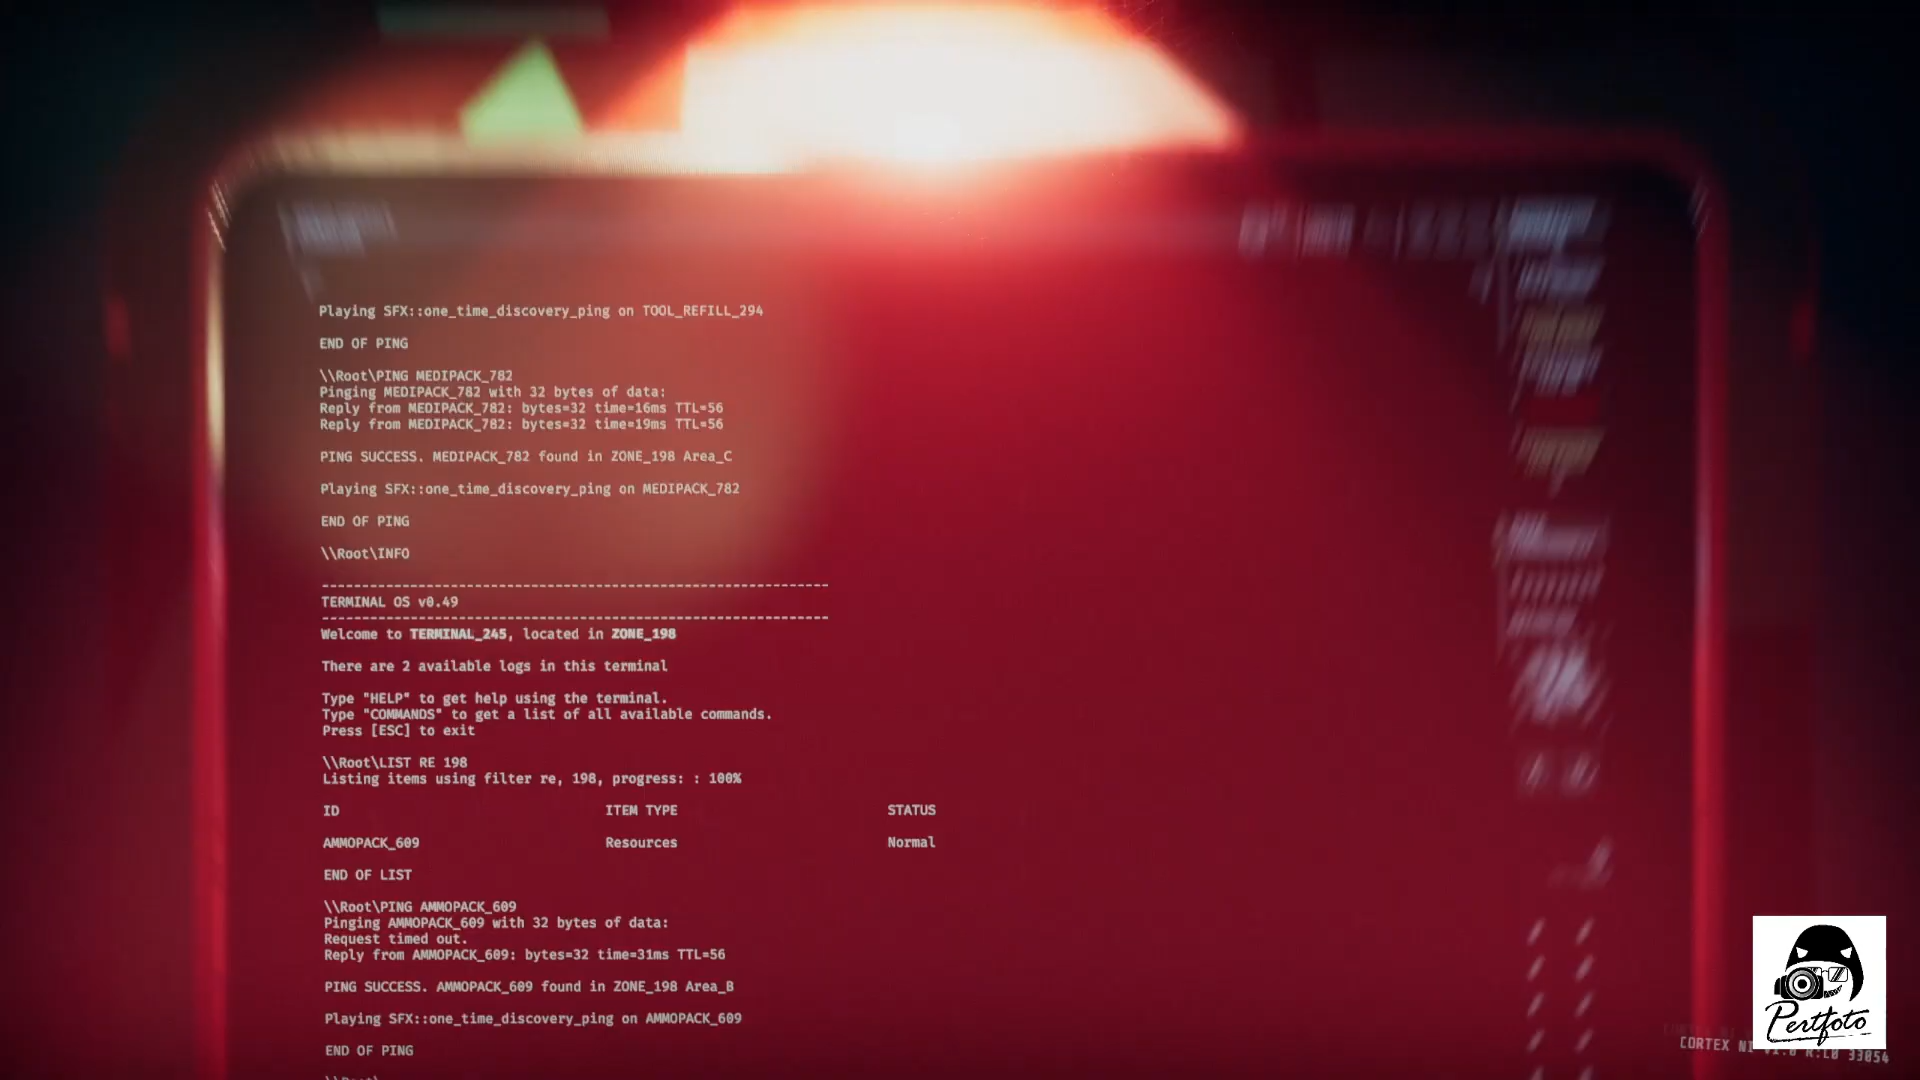 Playing SFX::one_time_discovery_ping on TOOL_REFILL_294
END OF PING
\\Root\PING MEDIPACK_782
Pinging MEDIPACK_782 with 32 bytes of data:
Reply from MEDIPACK_782: bytes=32 time=16ms TTL=56
Reply from MEDIPACK_782: bytes=32 time=19ms TTL=56
PING SUCCESS. MEDIPACK_782 found in ZONE_198 Area_C
Playing SFX::one_time_discovery_ping on MEDIPACK_782
END OF PING
\\Root\INFO
---------------------------------------------------------------
TERMINAL OS v0.49
---------------------------------------------------------------
Welcome to TERMINAL_245, located in ZONE_198
There are 2 available logs in this terminal
Type "HELP" to get help using the terminal.
Type "COMMANDS" to get a list of all available commands.
Press [ESC] to exit
\\Root\LIST RE 198
Listing items using filter re, 198, progress: : 100%
ID ITEM TYPE STATUS
AMMOPACK_609 Resources Normal
END OF LIST
\\Root\PING AMMOPACK_609
Pinging AMMOPACK_609 with 32 bytes of data:
Request timed out.
Reply from AMMOPACK_609: bytes=32 time=31ms TTL=56
PING SUCCESS. AMMOPACK_609 found in ZONE_198 Area_B
Playing SFX::one_time_discovery_ping on AMMOPACK_609
END OF PING
Pertfoto
CORTEX 33054